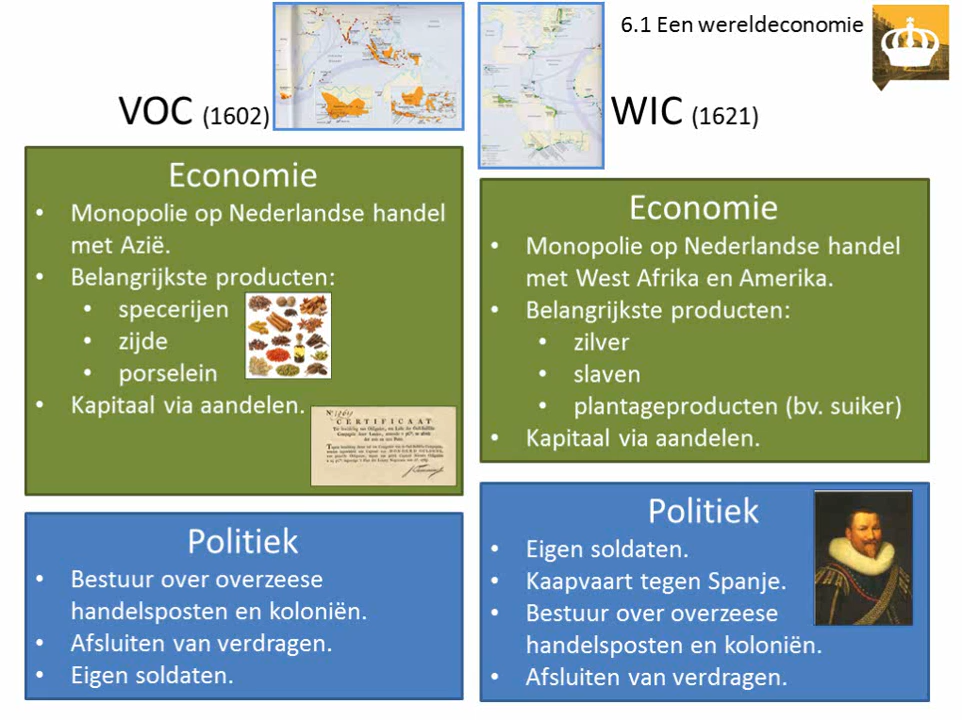 6.1 Een wereldeconomie
VOC (1602)
WIC (1621)
Economie
• Monopolie op Nederlandse handel
met Azië.
• Belangrijkste producten:
• specerijen
• zijde
• porselein
• Kapitaal via aandelen.
CERTIFICAAT
Politiek
• Bestuur over overzeese
handelsposten en koloniën.
• Afsluiten van verdragen.
• Eigen soldaten.
Economie
• Monopolie op Nederlandse handel
met West Afrika en Amerika.
• Belangrijkste producten:
• zilver
• slaven
• plantageproducten (bv. suiker)
• Kapitaal via aandelen.
Politiek
• Eigen soldaten.
• Kaapvaart tegen Spanje.
• Bestuur over overzeese
handelsposten en koloniën.
• Afsluiten van verdragen.